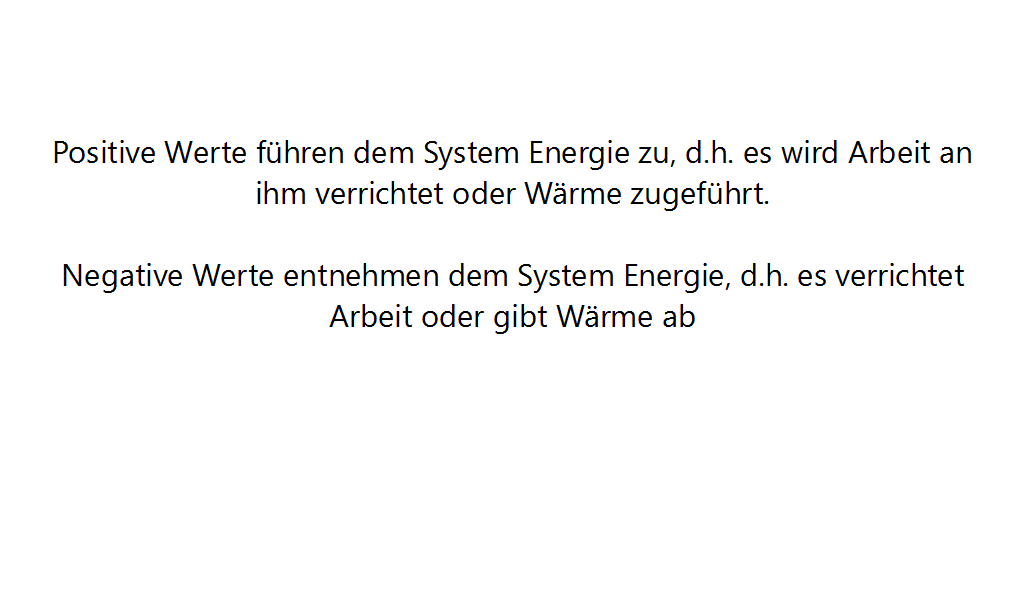 Positive Werte führen dem System Energie zu, d.h. es wird Arbeit an
ihm verrichtet oder Wärme zugeführt.
Negative Werte entnehmen dem System Energie, d.h. es verrichtet
Arbeit oder gibt Wärme ab